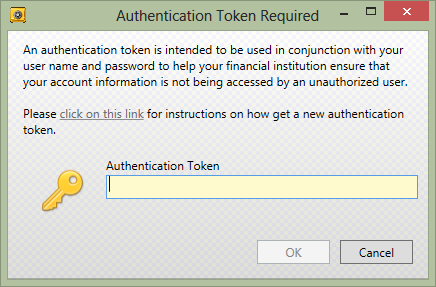 Authentication Token Required
An authentication token is intended to be used in conjunction with your
user name and password to help your financial institution ensure that
your account information is not being accessed by an unauthorized user.
Please click on this link for instructions on how get a new authentication
token.
Authentication Token
OK
Cancel